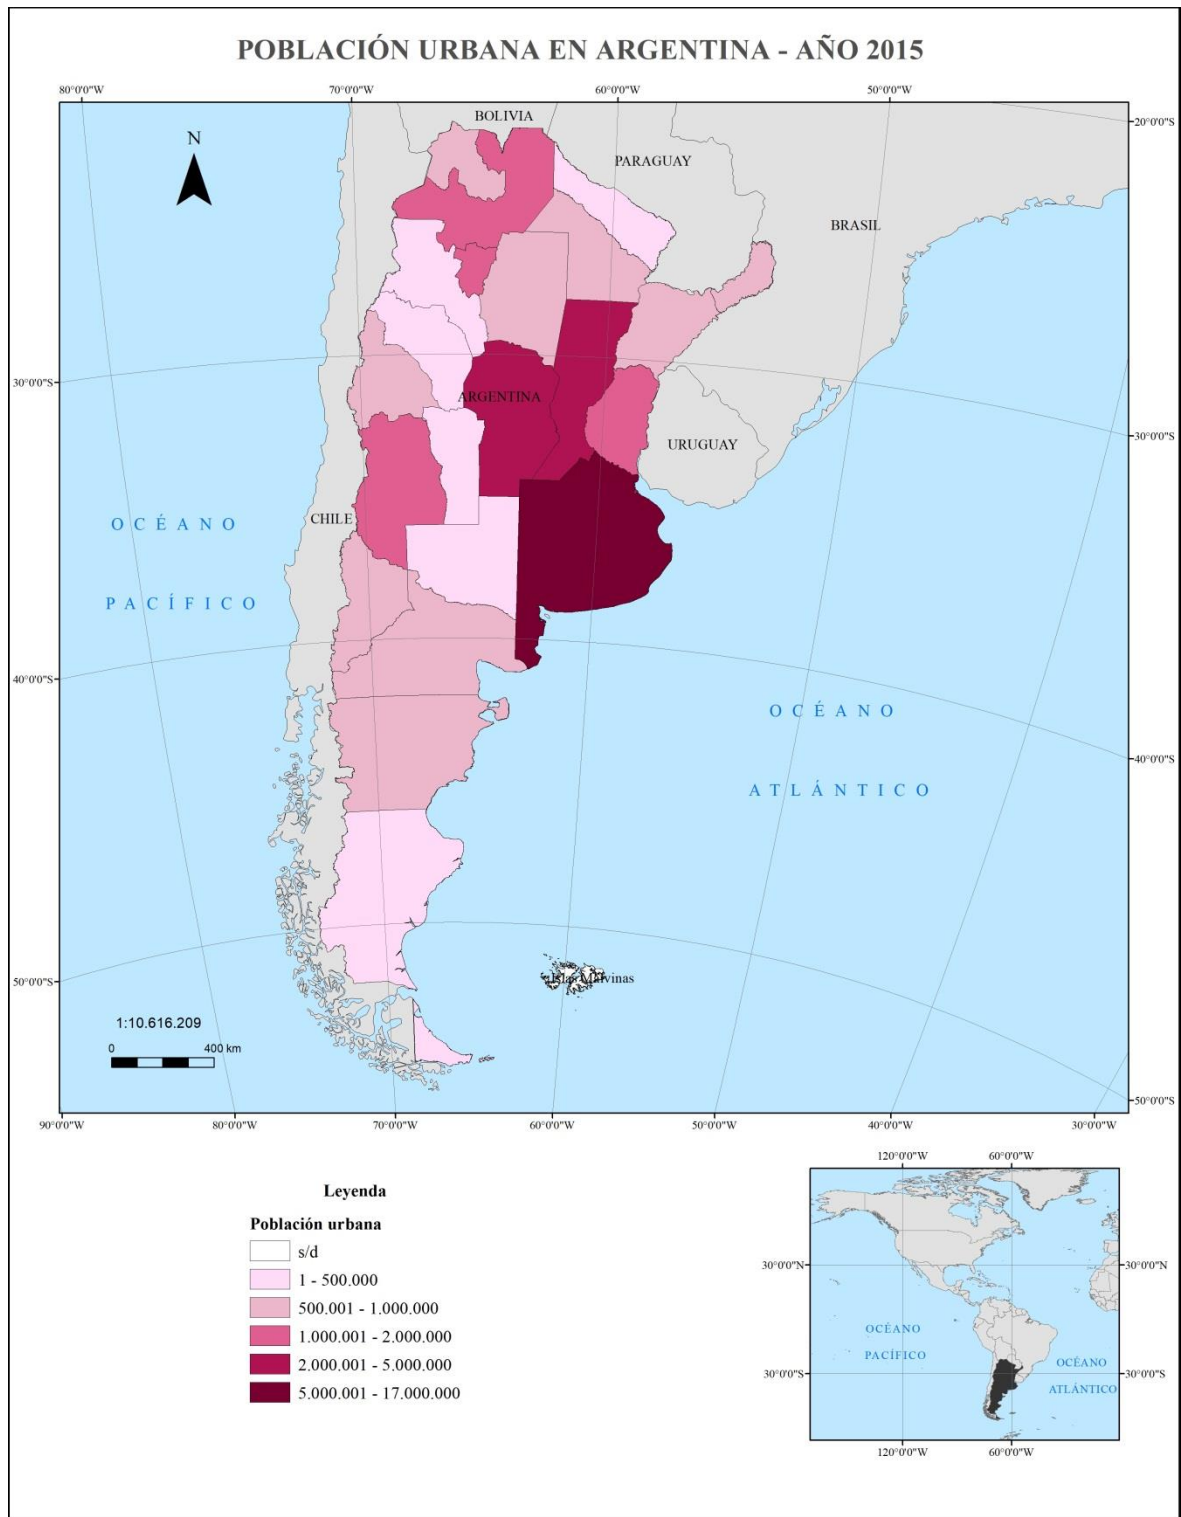 POBLACIÓN URBANA EN ARGENTINA - AÑO 2015
80°0'0"W 70°0'0"W 60°0'0"W 50°0'0"W
BOLIVIA
20°0'0"S
N
PARAGUAY
BRASIL
30°0'0"S
ARGENTINA
30°0'0"S
URUGUAY
CHILE
OCÉANO
PACÍFICO
40°0'0"S
OCÉANO
40°0'0"S
ATLÁNTICO
Islas Malvinas
50°0'0"S
1:10.616.209
0 400 km
50°0'0"S
90°0'0"W 80°0'0"W 70°0'0"W 60°0'0"W 50°0'0"W 40°0'0"W 30°0'0"W
Leyenda
Población urbana
s/d
1 - 500.000
500.001 - 1.000.000
1.000.001 - 2.000.000
2.000.001 - 5.000.000
5.000.001 - 17.000.000
120°0'0"W 60°0'0"W
30°0'0"N 30°0'0"N
OCÉANO
PACÍFICO
OCÉANO
30°0'0"S 30°0'0"S
ATLÁNTICO
120°0'0"W 60°0'0"W